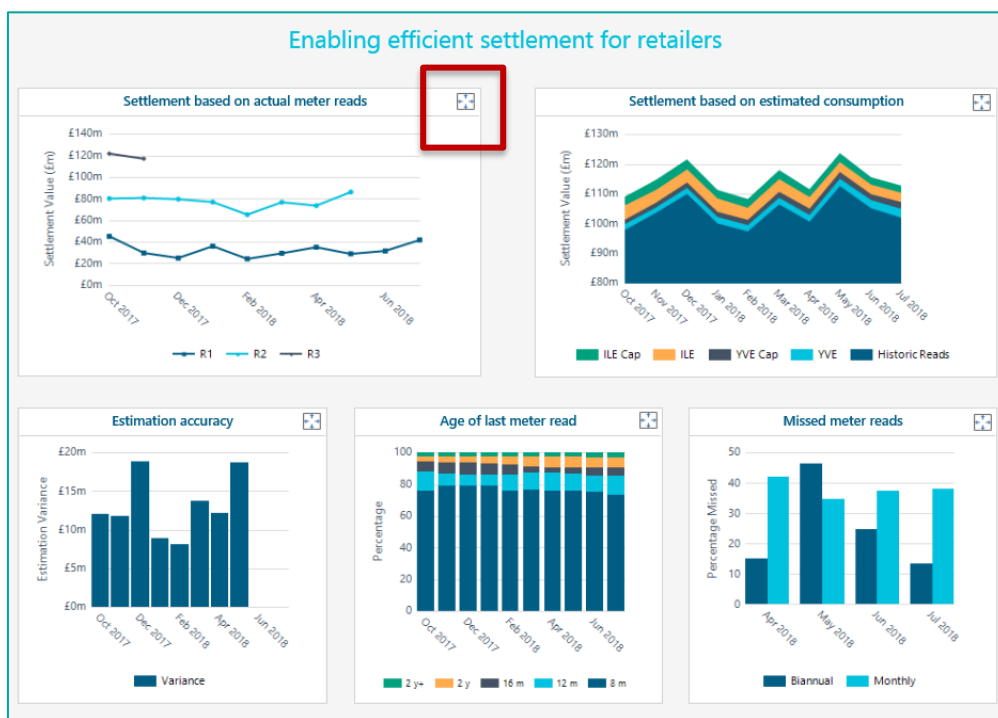 Enabling efficient settlement for retailers
Settlement based on actual meter reads
Settlement Value (£m)
£140m
£120m
£100m
£80m
£60m
£40m
£20m
£0m
Oct 2017
Dec 2017
Feb 2018
Apr 2018
Jun 2018
R1 R2 R3
Settlement based on estimated consumption
Settlement Value (£m)
£130m
£120m
£110m
£100m
£90m
£80m
Oct 2017
Nov 2017
Dec 2017
Jan 2018
Feb 2018
Mar 2018
Apr 2018
May 2018
Jun 2018
Jul 2018
ILE Cap ILE YVE Cap YVE Historic Reads
Estimation accuracy
Estimation Variance
£20m
£15m
£10m
£5m
£0m
Oct 2017
Dec 2017
Feb 2018
Apr 2018
Jun 2018
Variance
Age of last meter read
Percentage
100
80
60
40
20
0
Oct 2017
Dec 2017
Feb 2018
Apr 2018
Jun 2018
2 y+ 2 y 16 m 12 m 8 m
Missed meter reads
Percentage Missed
50
40
30
20
10
0
Apr 2018
May 2018
Jun 2018
Jul 2018
Biannual Monthly